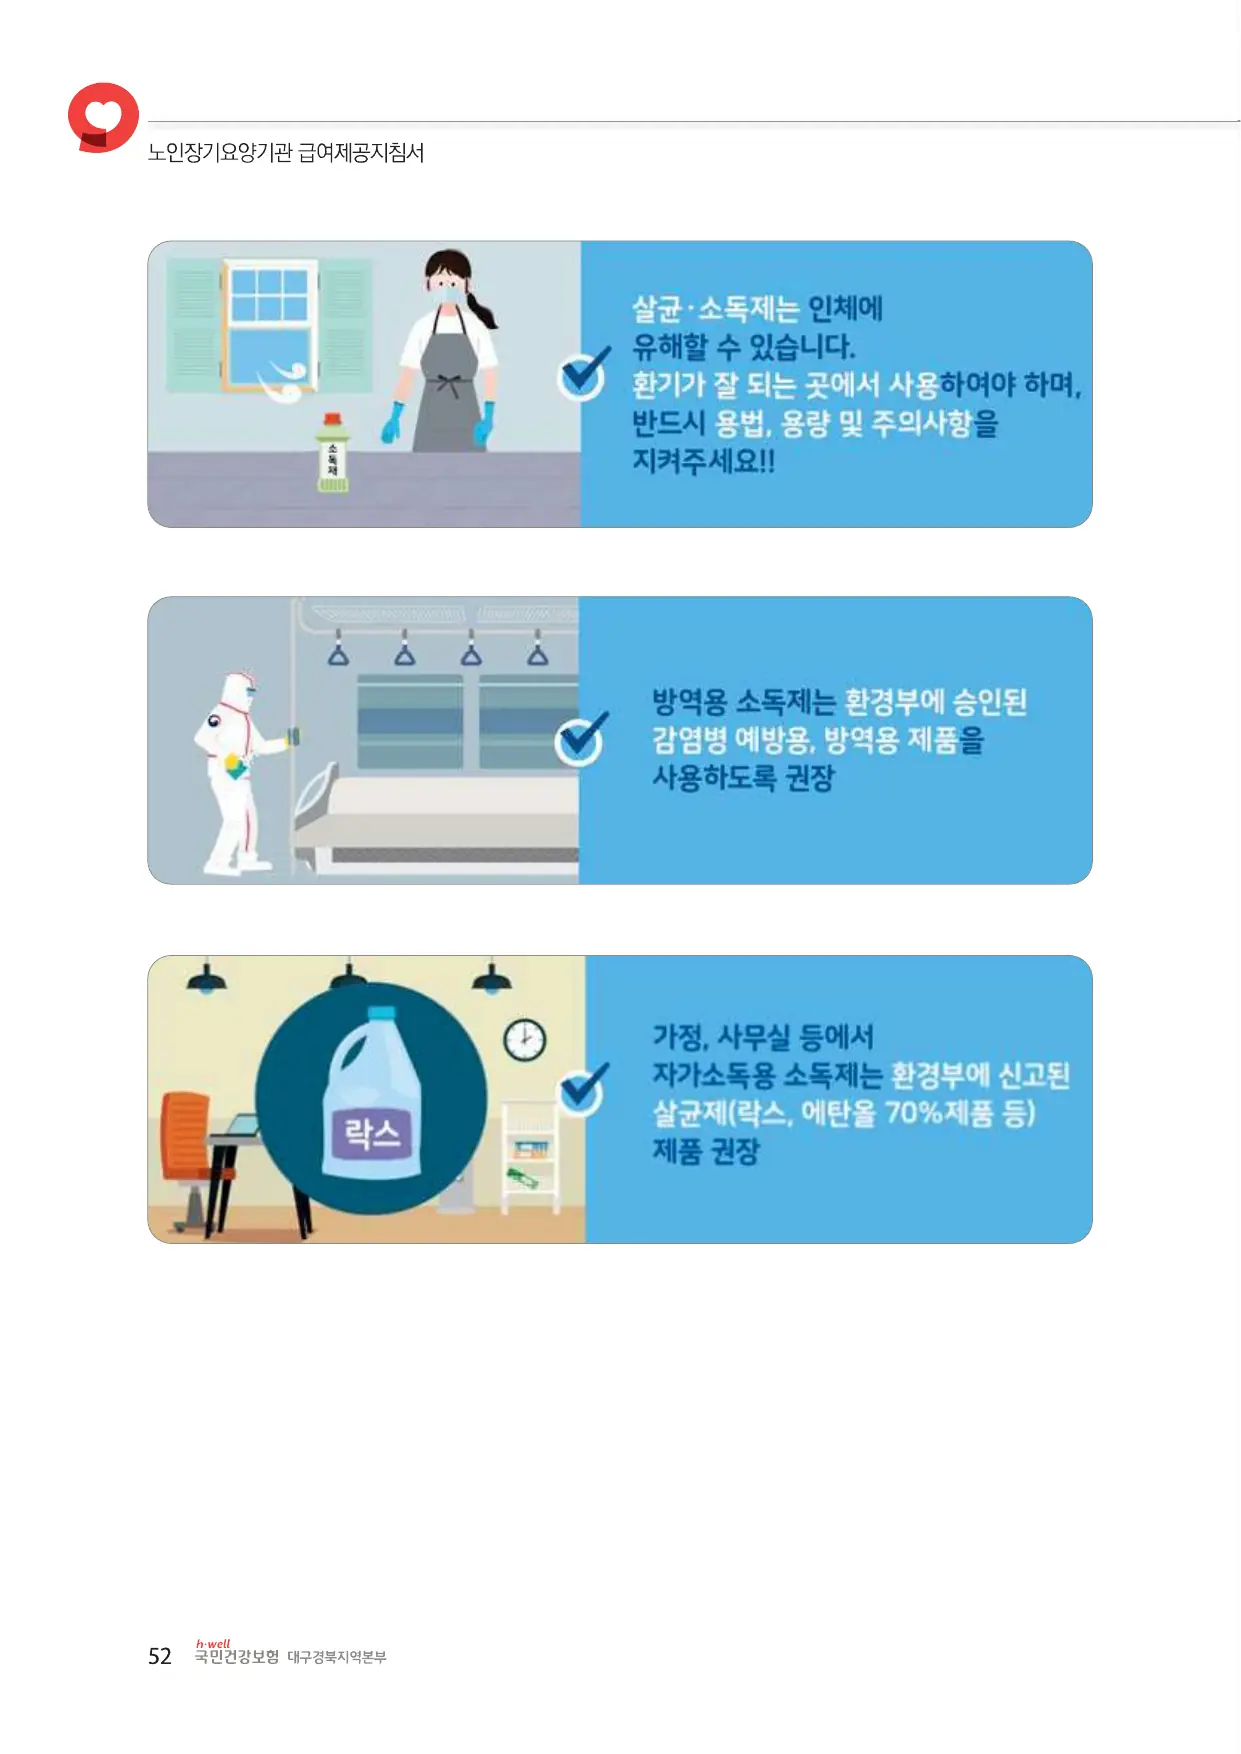 노인장기요양기관 급여제공지침서
소독제
살균·소독제는 인체에
유해할 수 있습니다.
환기가 잘 되는 곳에서 사용하여야 하며,
반드시 용법, 용량 및 주의사항을
지켜주세요!!
방역용 소독제는 환경부에 승인된
감염병 예방용, 방역용 제품을
사용하도록 권장
락스
가정, 사무실 등에서
자가소독용 소독제는 환경부에 신고된
살균제(락스, 에탄올 70%제품 등)
제품 권장
52
h·well
국민건강보험 대구경북지역본부